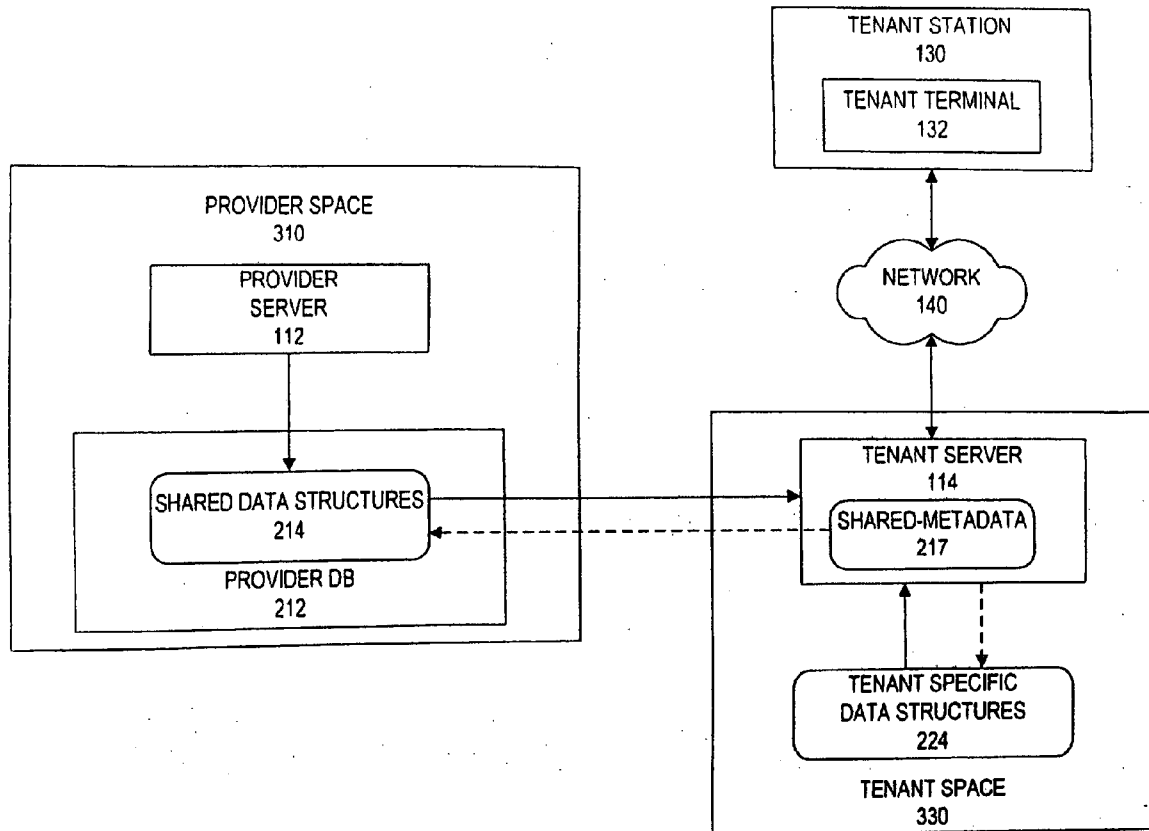 TENANT STATION
130
TENANT TERMINAL
132
PROVIDER SPACE
310
PROVIDER
SERVER
112
NETWORK
140
SHARED DATA STRUCTURES
214
PROVIDER DB
212
TENANT SERVER
114
SHARED-METADATA
217
TENANT SPECIFIC
DATA STRUCTURES
224
TENANT SPACE
330